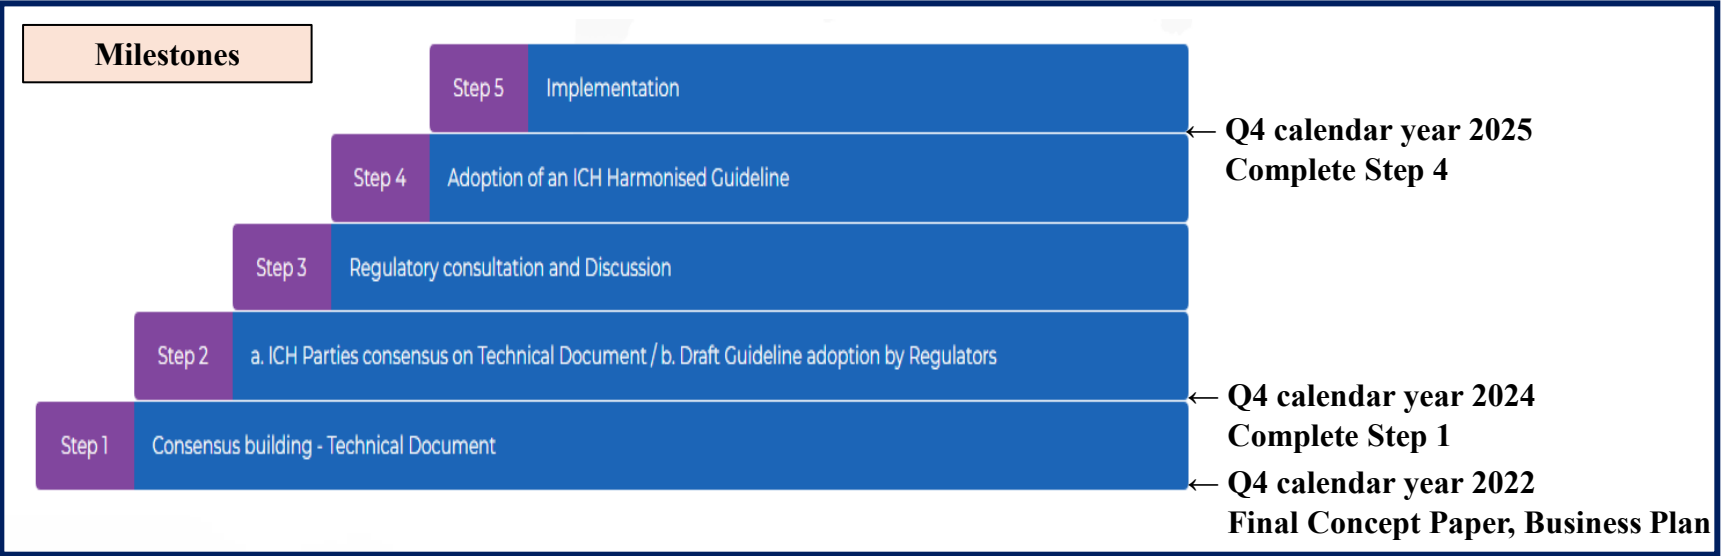 Milestones
Step 5 Implementation
← Q4 calendar year 2025
Complete Step 4
Step 4 Adoption of an ICH Harmonised Guideline
Step 3 Regulatory consultation and Discussion
Step 2 a. ICH Parties consensus on Technical Document / b. Draft Guideline adoption by Regulators
← Q4 calendar year 2024
Complete Step 1
Step 1 Consensus building - Technical Document
← Q4 calendar year 2022
Final Concept Paper, Business Plan